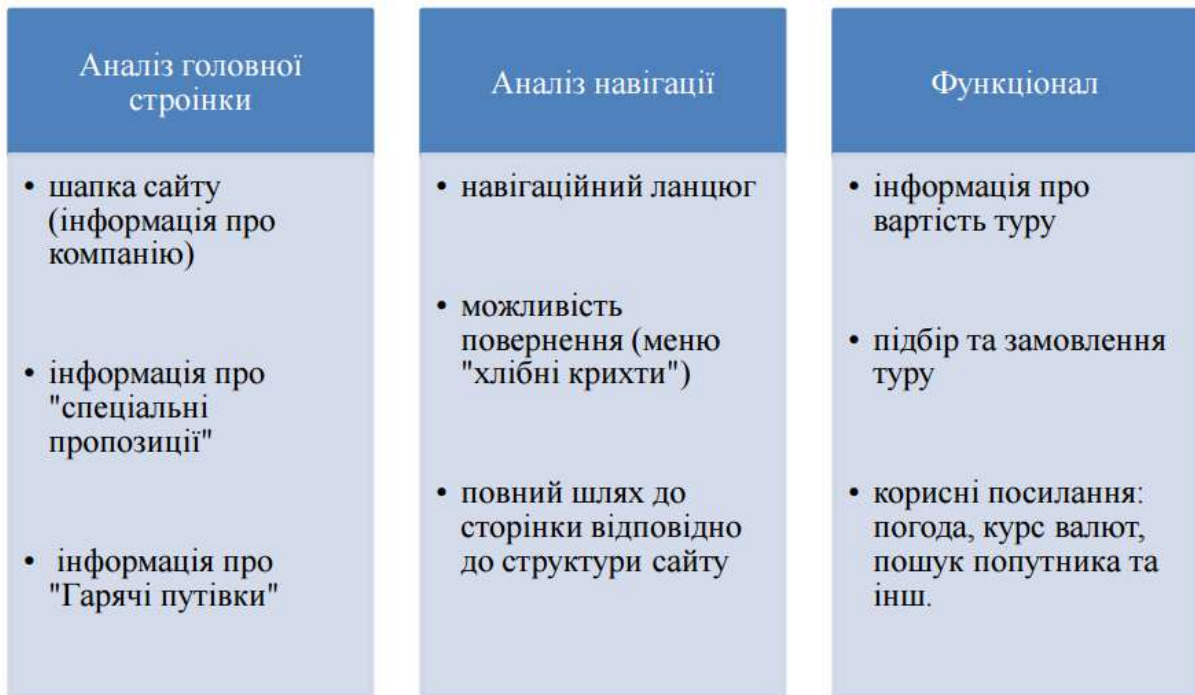 Аналіз головної
строінки
• шапка сайту
(інформація про
компанію)
• інформація про
"спеціальні
пропозиції"
• інформація про
"Гарячі путівки"
Аналіз навігації
• навігаційний ланцюг
• можливість
повернення (меню
"хлібні крихти")
• повний шлях до
сторінки відповідно
до структури сайту
Функціонал
• інформація про
вартість туру
• підбір та замовлення
туру
• корисні посилання:
погода, курс валют,
пошук попутника та
інш.